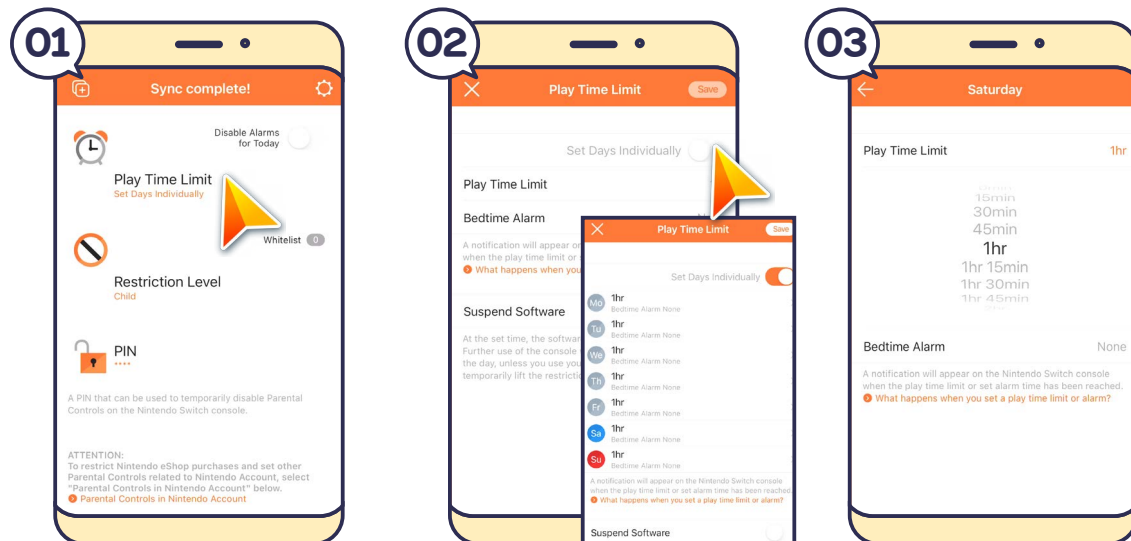 01
Sync complete!
Disable Alarms
for Today
Play Time Limit
Set Days Individually
Whitelist 0
Restriction Level
Child
PIN
••••
A PIN that can be used to temporarily disable Parental
Controls on the Nintendo Switch console.
ATTENTION:
To restrict Nintendo eShop purchases and set other
Parental Controls related to Nintendo Account, select
"Parental Controls in Nintendo Account" below.
Parental Controls in Nintendo Account
02
Play Time Limit
Save
Set Days Individually
Play Time Limit
Bedtime Alarm
A notification will appear on
when the play time limit or
What happens when you
Suspend Software
At the set time, the softwar
Further use of the console
the day, unless you use you
temporarily lift the restricti
Play Time Limit
Save
Set Days Individually
Mo 1hr
Bedtime Alarm None
Tu 1hr
Bedtime Alarm None
We 1hr
Bedtime Alarm None
Th 1hr
Bedtime Alarm None
Fr 1hr
Bedtime Alarm None
Sa 1hr
Bedtime Alarm None
Su 1hr
Bedtime Alarm None
A notification will appear on the Nintendo Switch console
when the play time limit or set alarm time has been reached.
What happens when you set a play time limit or alarm?
Suspend Software
03
Saturday
Play Time Limit 1hr
15min
30min
45min
1hr
1hr 15min
1hr 30min
1hr 45min
Bedtime Alarm None
A notification will appear on the Nintendo Switch console
when the play time limit or set alarm time has been reached.
What happens when you set a play time limit or alarm?